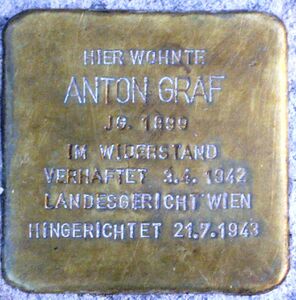 HIER WOHNTE
ANTON GRAF
JG. 1899
IM WIDERSTAND
VERHAFTET 3.4.1942
LANDESGERICHT WIEN
HINGERICHTET 21.7.1943